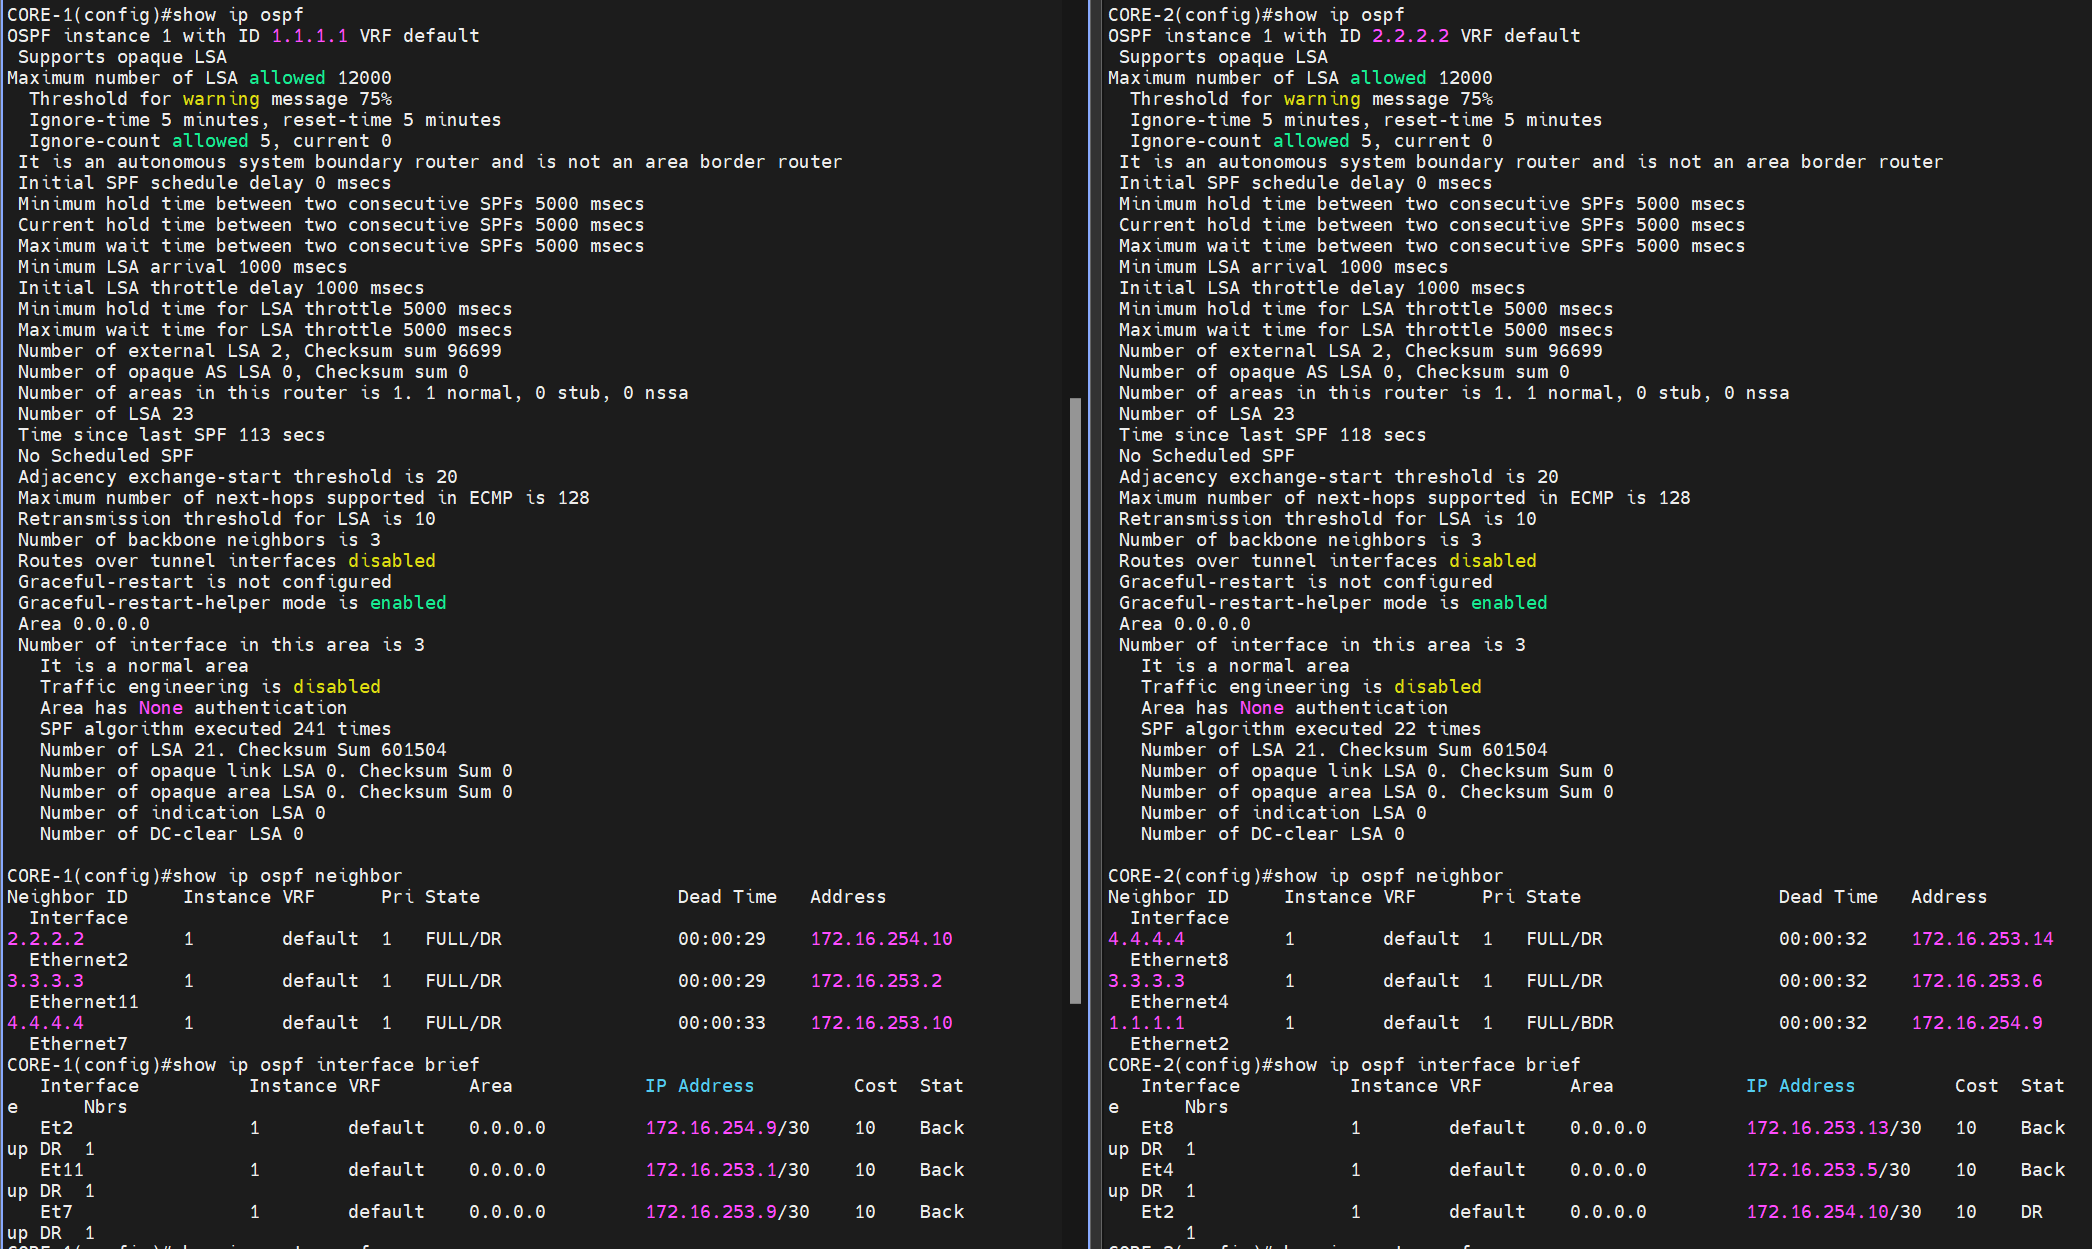 CORE-1(config)#show ip ospf
OSPF instance 1 with ID 1.1.1.1 VRF default
 Supports opaque LSA
Maximum number of LSA allowed 12000
  Threshold for warning message 75%
  Ignore-time 5 minutes, reset-time 5 minutes
  Ignore-count allowed 5, current 0
 It is an autonomous system boundary router and is not an area border router
 Initial SPF schedule delay 0 msecs
 Minimum hold time between two consecutive SPFs 5000 msecs
 Current hold time between two consecutive SPFs 5000 msecs
 Maximum wait time between two consecutive SPFs 5000 msecs
 Minimum LSA arrival 1000 msecs
 Initial LSA throttle delay 1000 msecs
 Minimum hold time for LSA throttle 5000 msecs
 Maximum wait time for LSA throttle 5000 msecs
 Number of external LSA 2, Checksum sum 96699
 Number of opaque AS LSA 0, Checksum sum 0
 Number of areas in this router is 1. 1 normal, 0 stub, 0 nssa
 Number of LSA 23
 Time since last SPF 113 secs
 No Scheduled SPF
 Adjacency exchange-start threshold is 20
 Maximum number of next-hops supported in ECMP is 128
 Retransmission threshold for LSA is 10
 Number of backbone neighbors is 3
 Routes over tunnel interfaces disabled
 Graceful-restart is not configured
 Graceful-restart-helper mode is enabled
 Area 0.0.0.0
 Number of interface in this area is 3
   It is a normal area
   Traffic engineering is disabled
   Area has None authentication
   SPF algorithm executed 241 times
   Number of LSA 21. Checksum Sum 601504
   Number of opaque link LSA 0. Checksum Sum 0
   Number of opaque area LSA 0. Checksum Sum 0
   Number of indication LSA 0
   Number of DC-clear LSA 0
CORE-1(config)#show ip ospf neighbor
Neighbor ID     Instance VRF      Pri State                  Dead Time   Address
  Interface
2.2.2.2         1        default  1   FULL/DR                00:00:29    172.16.254.10
  Ethernet2
3.3.3.3         1        default  1   FULL/DR                00:00:29    172.16.253.2
  Ethernet11
4.4.4.4         1        default  1   FULL/DR                00:00:33    172.16.253.10
  Ethernet7
CORE-1(config)#show ip ospf interface brief
   Interface          Instance VRF        Area            IP Address         Cost  Stat
e      Nbrs
   Et2                1        default    0.0.0.0         172.16.254.9/30    10    Back
up DR  1
   Et11               1        default    0.0.0.0         172.16.253.1/30    10    Back
up DR  1
   Et7                1        default    0.0.0.0         172.16.253.9/30    10    Back
up DR  1
CORE-2(config)#show ip ospf
OSPF instance 1 with ID 2.2.2.2 VRF default
 Supports opaque LSA
Maximum number of LSA allowed 12000
  Threshold for warning message 75%
  Ignore-time 5 minutes, reset-time 5 minutes
  Ignore-count allowed 5, current 0
 It is an autonomous system boundary router and is not an area border router
 Initial SPF schedule delay 0 msecs
 Minimum hold time between two consecutive SPFs 5000 msecs
 Current hold time between two consecutive SPFs 5000 msecs
 Maximum wait time between two consecutive SPFs 5000 msecs
 Minimum LSA arrival 1000 msecs
 Initial LSA throttle delay 1000 msecs
 Minimum hold time for LSA throttle 5000 msecs
 Maximum wait time for LSA throttle 5000 msecs
 Number of external LSA 2, Checksum sum 96699
 Number of opaque AS LSA 0, Checksum sum 0
 Number of areas in this router is 1. 1 normal, 0 stub, 0 nssa
 Number of LSA 23
 Time since last SPF 118 secs
 No Scheduled SPF
 Adjacency exchange-start threshold is 20
 Maximum number of next-hops supported in ECMP is 128
 Retransmission threshold for LSA is 10
 Number of backbone neighbors is 3
 Routes over tunnel interfaces disabled
 Graceful-restart is not configured
 Graceful-restart-helper mode is enabled
 Area 0.0.0.0
 Number of interface in this area is 3
   It is a normal area
   Traffic engineering is disabled
   Area has None authentication
   SPF algorithm executed 22 times
   Number of LSA 21. Checksum Sum 601504
   Number of opaque link LSA 0. Checksum Sum 0
   Number of opaque area LSA 0. Checksum Sum 0
   Number of indication LSA 0
   Number of DC-clear LSA 0
CORE-2(config)#show ip ospf neighbor
Neighbor ID     Instance VRF      Pri State                  Dead Time   Address
  Interface
4.4.4.4         1        default  1   FULL/DR                00:00:32    172.16.253.14
  Ethernet8
3.3.3.3         1        default  1   FULL/DR                00:00:32    172.16.253.6
  Ethernet4
1.1.1.1         1        default  1   FULL/BDR               00:00:32    172.16.254.9
  Ethernet2
CORE-2(config)#show ip ospf interface brief
   Interface          Instance VRF        Area            IP Address         Cost  Stat
e      Nbrs
   Et8                1        default    0.0.0.0         172.16.253.13/30   10    Back
up DR  1
   Et4                1        default    0.0.0.0         172.16.253.5/30    10    Back
up DR  1
   Et2                1        default    0.0.0.0         172.16.254.10/30   10    DR
       1